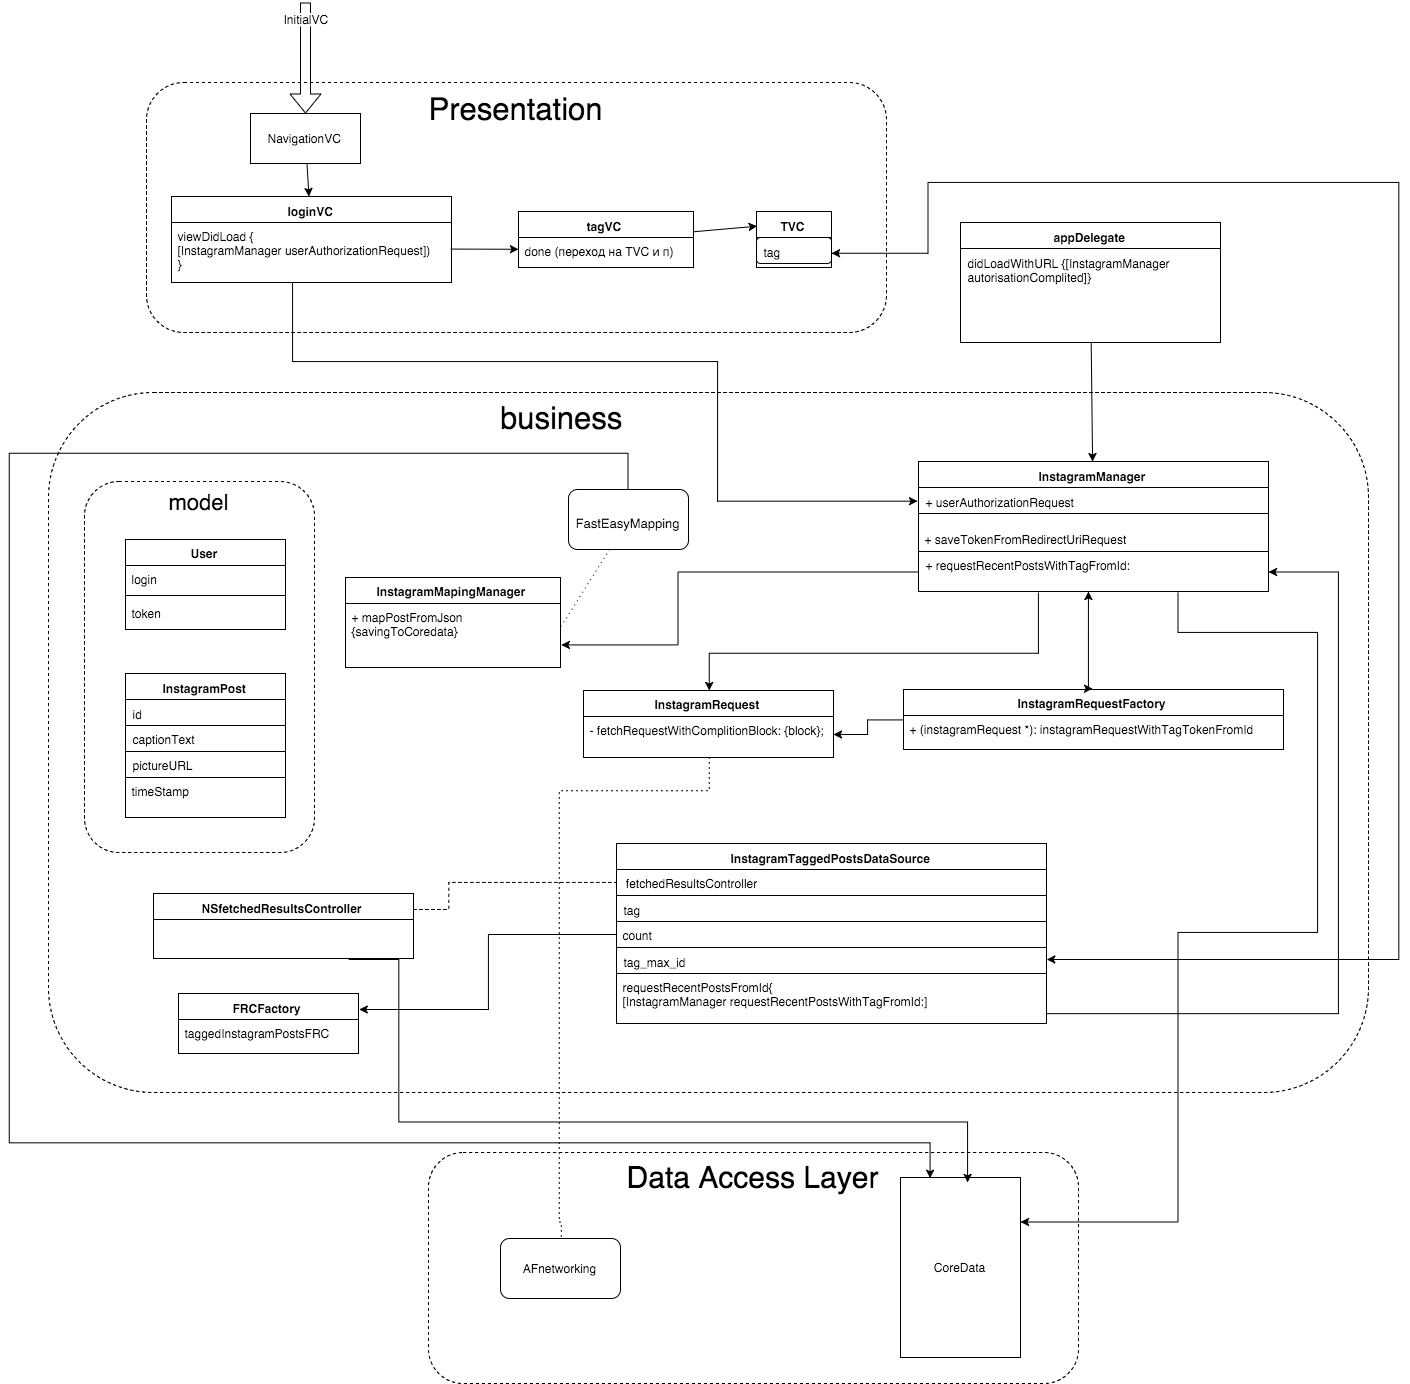 InitialVC
Presentation
NavigationVC
loginVC
viewDidLoad {
[InstagramManager userAuthorizationRequest])
}
tagVC
done (переход на TVC и п)
TVC
tag
appDelegate
didLoadWithURL {[InstagramManager
autorisationComplited]}
business
model
User
login
token
InstagramPost
id
captionText
pictureURL
timeStamp
FastEasyMapping
InstagramMapingManager
+ mapPostFromJson
{savingToCoredata}
InstagramManager
+ userAuthorizationRequest
+ saveTokenFromRedirectUriRequest
+ requestRecentPostsWithTagFromId:
InstagramRequest
- fetchRequestWithComplitionBlock: {block};
InstagramRequestFactory
+ (instagramRequest *): instagramRequestWithTagTokenFromId
InstagramTaggedPostsDataSource
fetchedResultsController
tag
count
tag_max_id
requestRecentPostsFromId{
[InstagramManager requestRecentPostsWithTagFromId:]
NSfetchedResultsController
FRCFactory
taggedInstagramPostsFRC
Data Access Layer
AFnetworking
CoreData